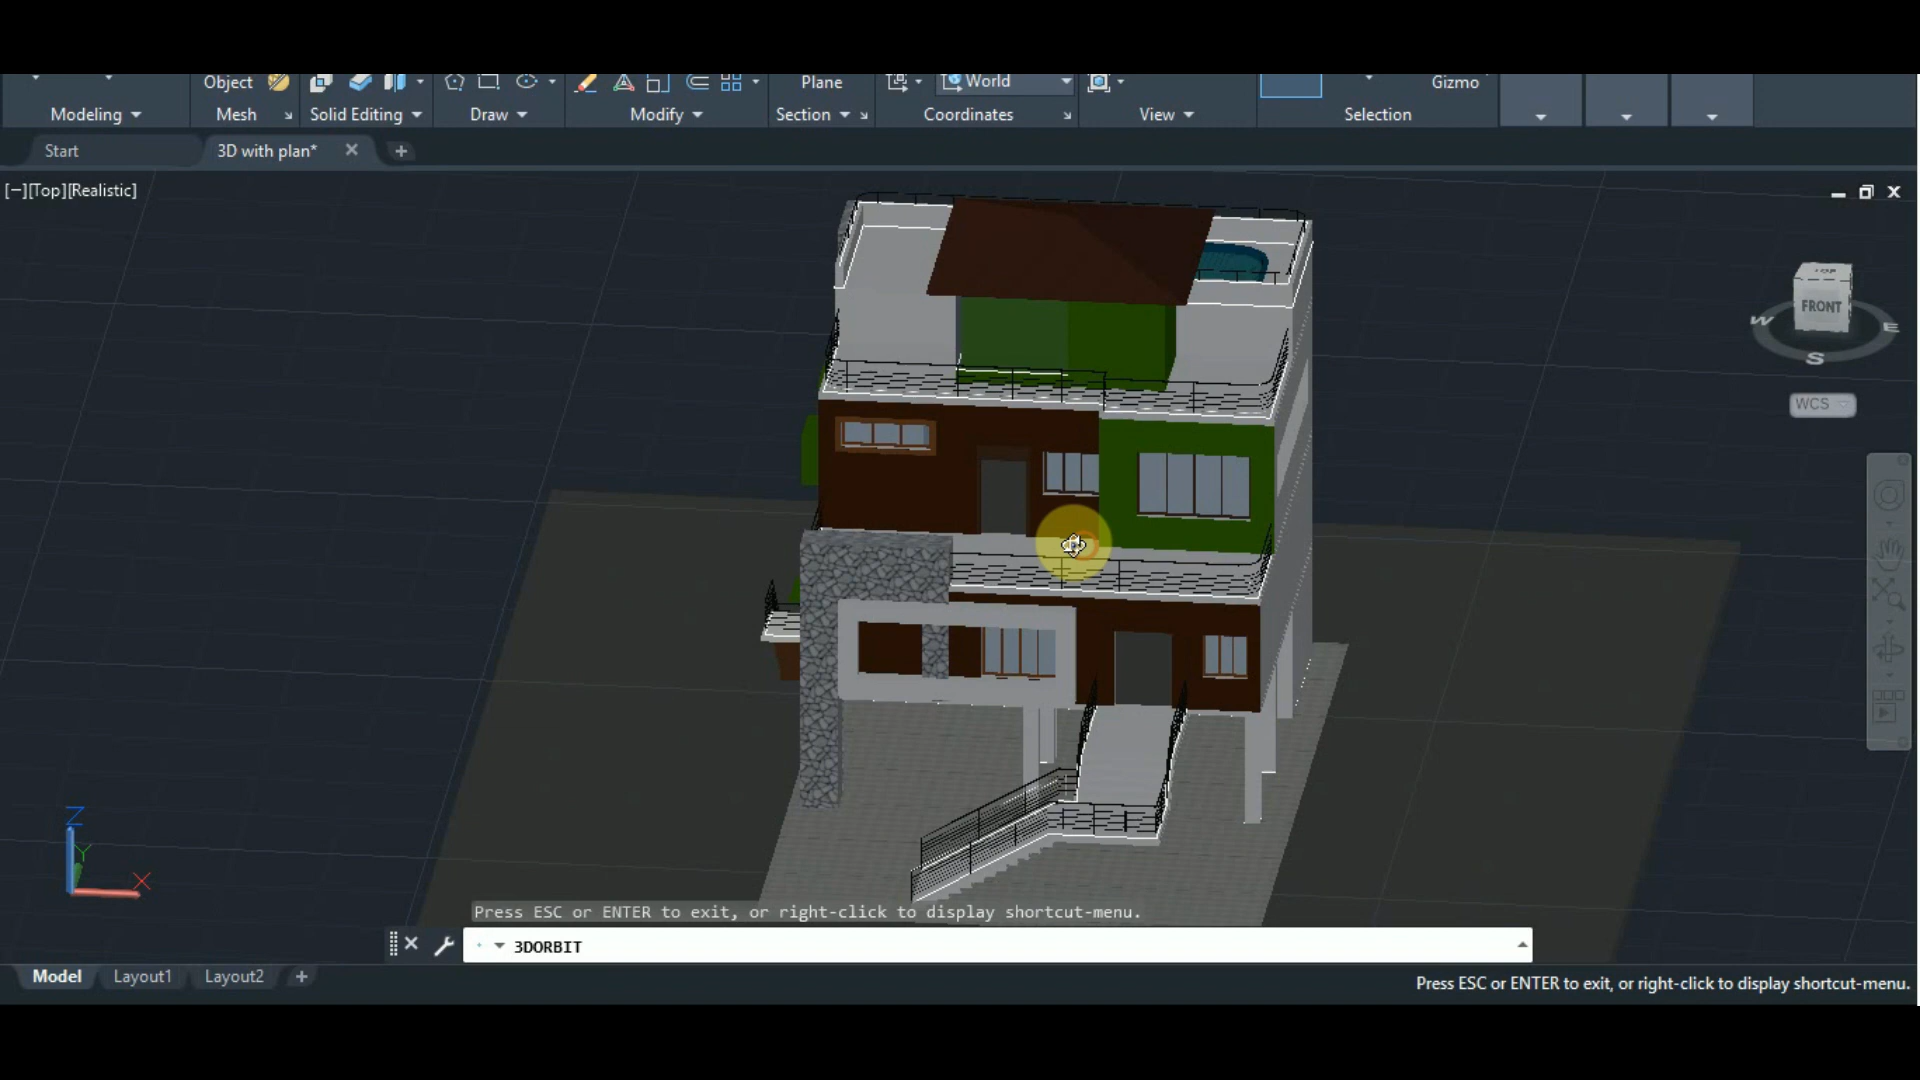 Object
Plane
World
Gizmo
Modeling
Mesh
Solid Editing
Draw
Modify
Section
Coordinates
View
Selection
Start
3D with plan*
[−][Top][Realistic]
TOP
FRONT
W
E
S
WCS
Z
Y
X
Press ESC or ENTER to exit, or right-click to display shortcut-menu.
3DORBIT
Model
Layout1
Layout2
Press ESC or ENTER to exit, or right-click to display shortcut-menu.